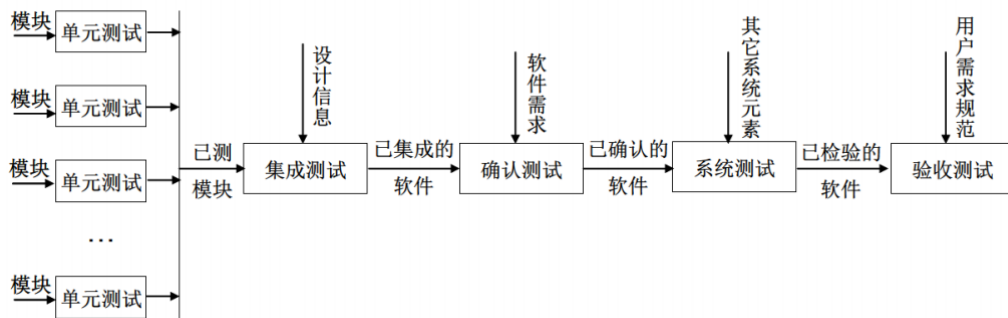 模块
单元测试
模块
单元测试
模块
单元测试
...
模块
单元测试
已测
模块
设计信息
集成测试
已集成的
软件
软件需求
确认测试
已确认的
软件
其它系统元素
系统测试
已检验的
软件
用户需求规范
验收测试